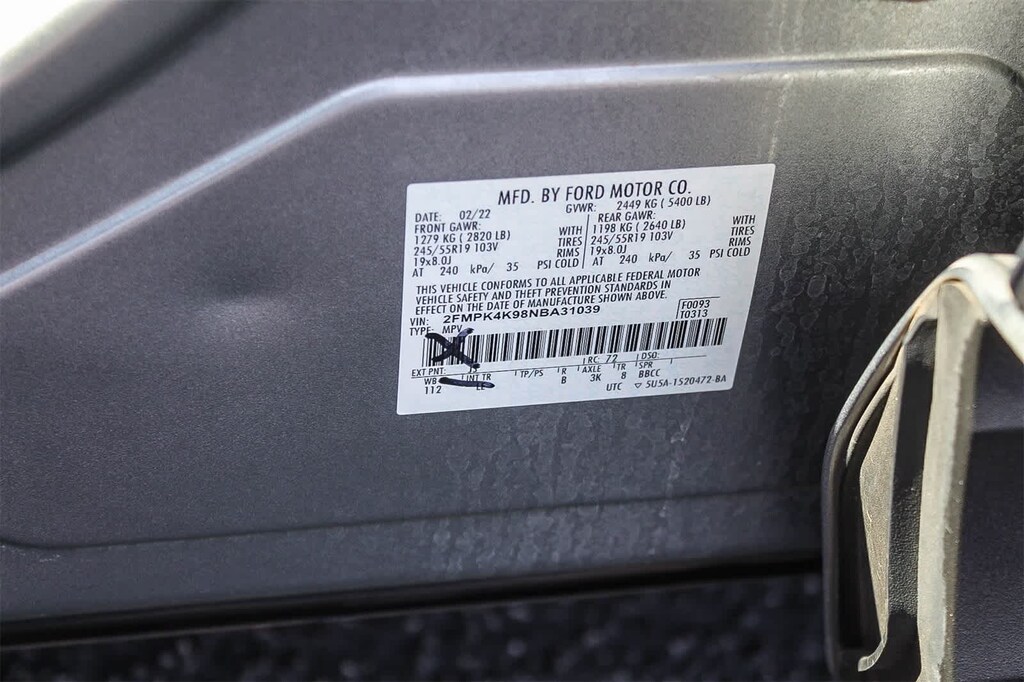 MFD. BY FORD MOTOR CO.
DATE: 02/22 GVWR: 2449 KG ( 5400 LB)
FRONT GAWR: REAR GAWR:
1279 KG ( 2820 LB) WITH 1198 KG ( 2640 LB) WITH
245/55R19 103V TIRES 245/55R19 103V TIRES
19x8.0J RIMS 19x8.0J RIMS
AT 240 kPa/ 35 PSI COLD AT 240 kPa/ 35 PSI COLD
THIS VEHICLE CONFORMS TO ALL APPLICABLE FEDERAL MOTOR
VEHICLE SAFETY AND THEFT PREVENTION STANDARDS IN
EFFECT ON THE DATE OF MANUFACTURE SHOWN ABOVE.
VIN: 2FMPK4K98NBA31039 F0093
TYPE: MPV T0313
EXT PNT: RC: 72 DSO:
WB INT TR TP/PS R AXLE TR SPR
112 LE B 3K 8 BBCC
UTC 5U5A-1520472-BA